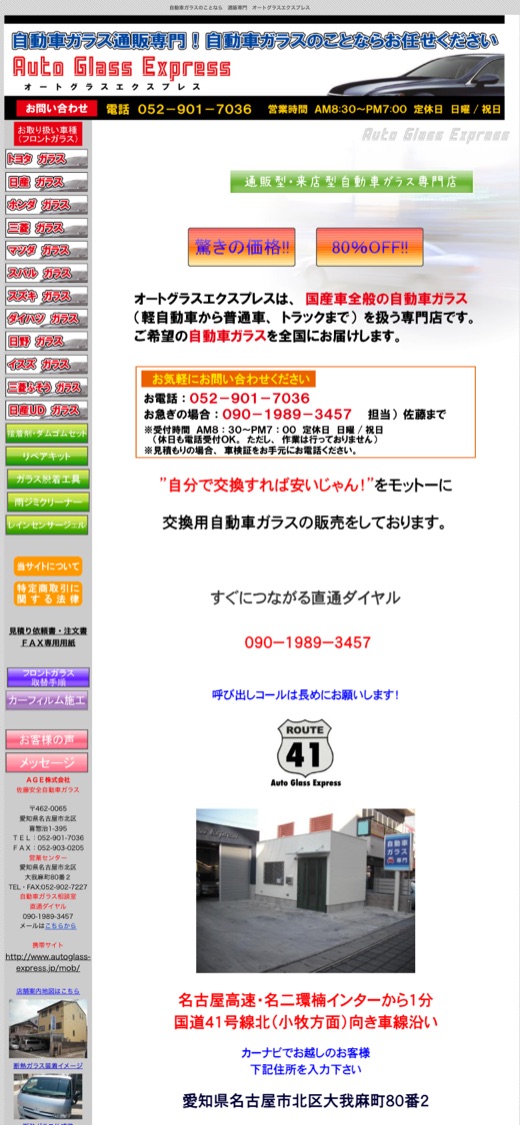 自動車ガラスのことなら　通販専門　オートグラスエクスプレス
自動車ガラス通販専門！自動車ガラスのことならお任せください
Auto Glass Express
オートグラスエクスプレス
お問い合わせ 電話 052-901-7036 営業時間 AM8:30～PM7:00 定休日 日曜/祝日
お取り扱い車種
（フロントガラス）
トヨタ ガラス
日産 ガラス
ホンダ ガラス
三菱 ガラス
マツダ ガラス
スバル ガラス
スズキ ガラス
ダイハツ ガラス
日野 ガラス
イスズ ガラス
三菱ふそう ガラス
日産UD ガラス
接着剤・ダムゴムセット
リペアキット
ガラス脱着工具
雨ジミクリーナー
レインセンサージェル
当サイトについて
特定商取引に
関する法律
見積り依頼書・注文書
ＦＡＸ専用用紙
フロントガラス
取替手順
カーフィルム施工
お客様の声
メッセージ
ＡＧＥ株式会社
佐藤安全自動車ガラス
〒462-0065
愛知県名古屋市北区
喜惣治1-395
ＴＥＬ：052-901-7036
ＦＡＸ：052-903-0205
営業センター
愛知県名古屋市北区
大我麻町80番２
TEL・FAX:052-902-7227
自動車ガラス相談室
直通ダイヤル
090-1989-3457
メールはこちらから
携帯サイト
http://www.autoglass-
express.jp/mob/
店舗案内地図はこちら
断熱ガラス装着イメージ
Auto Glass Express
通販型・来店型自動車ガラス専門店
驚きの価格!!
80%OFF!!
オートグラスエクスプレスは、国産車全般の自動車ガラス
（軽自動車から普通車、トラックまで）を扱う専門店です。
ご希望の自動車ガラスを全国にお届けします。
お気軽にお問い合わせください
お電話：052-901-7036
お急ぎの場合：090-1989-3457　担当）佐藤まで
※受付時間 AM8：30～PM7：00 定休日 日曜/祝日
（休日も電話受付OK。ただし、作業は行っておりません）
※見積もりの場合、車検証をお手元にお電話ください。
”自分で交換すれば安いじゃん！”をモットーに
交換用自動車ガラスの販売をしております。
すぐにつながる直通ダイヤル
090-1989-3457
呼び出しコールは長めにお願いします！
ROUTE
41
Auto Glass Express
自動車
ガラス
専門
名古屋高速・名二環楠インターから1分
国道41号線北（小牧方面）向き車線沿い
カーナビでお越しのお客様
下記住所を入力下さい
愛知県名古屋市北区大我麻町80番2